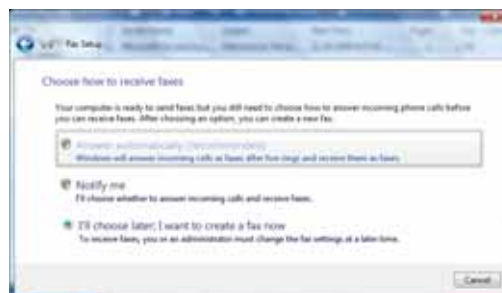 Fax Setup
Choose how to receive faxes
Your computer is ready to send faxes but you still need to choose how to answer incoming phone calls before
you can receive faxes. After choosing an option, you can create a new fax.
Answer automatically (recommended)
Windows will answer incoming calls as faxes after five rings and receive them as faxes.
Notify me
I'll choose whether to answer incoming calls and receive faxes.
I'll choose later; I want to create a fax now
To receive faxes, you or an administrator must change the fax settings at a later time.
Cancel